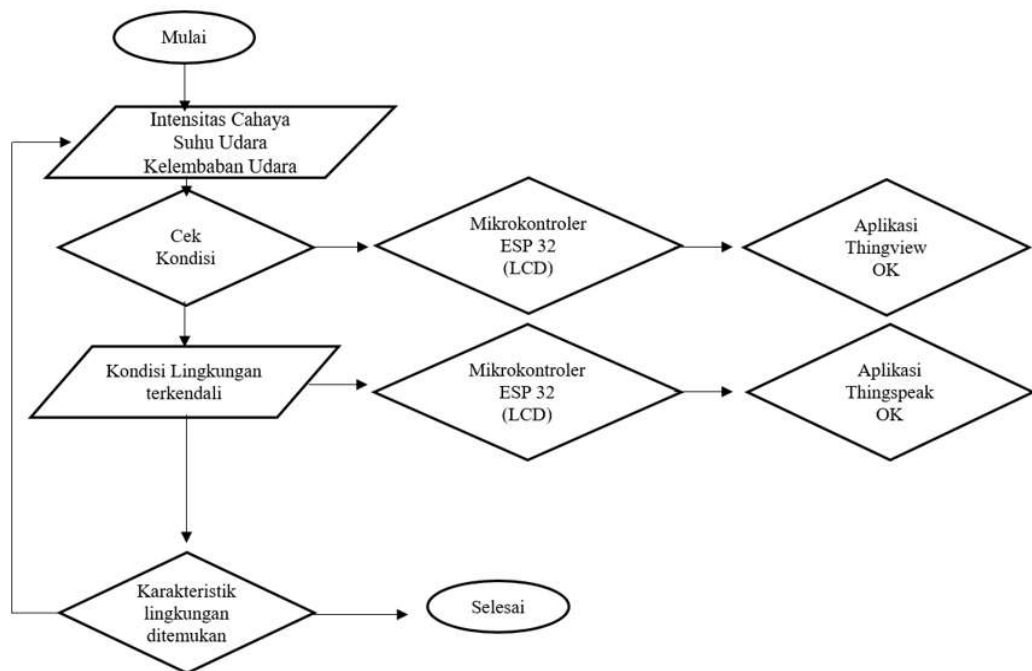 Mulai
Intensitas Cahaya
Suhu Udara
Kelembaban Udara
Cek
Kondisi
Mikrokontroler
ESP 32
(LCD)
Aplikasi
Thingview
OK
Kondisi Lingkungan
terkendali
Mikrokontroler
ESP 32
(LCD)
Aplikasi
Thingspeak
OK
Karakteristik
lingkungan
ditemukan
Selesai